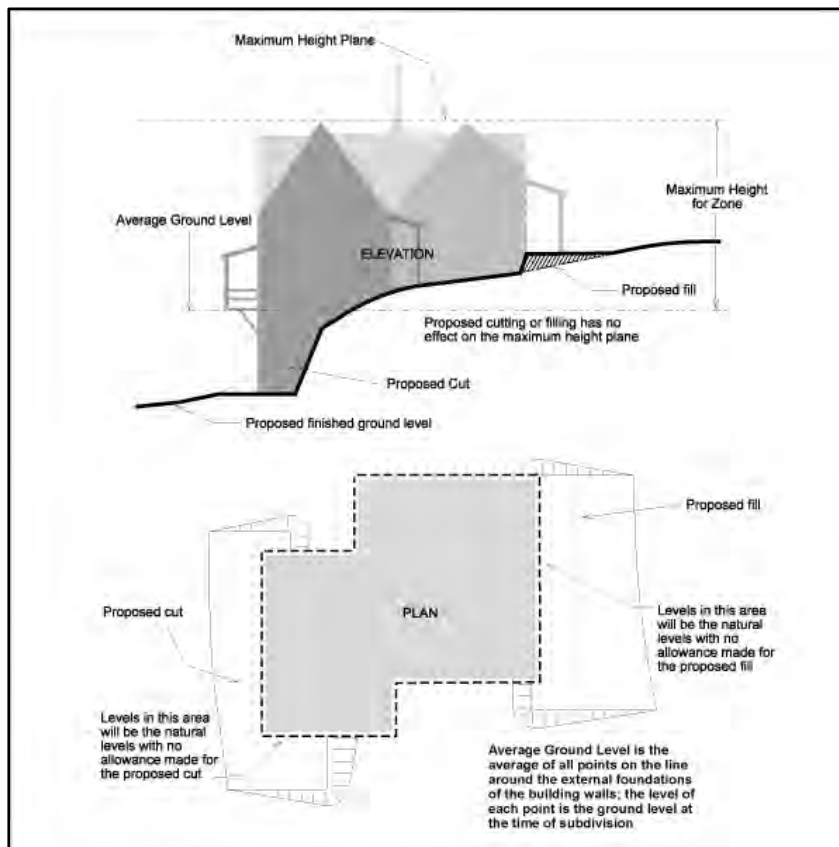 Maximum Height Plane
Maximum Height
for Zone
Average Ground Level
ELEVATION
Proposed fill
Proposed cutting or filling has no
effect on the maximum height plane
Proposed Cut
Proposed finished ground level
Proposed fill
Proposed cut
PLAN
Levels in this area
will be the natural
levels with no
allowance made for
the proposed fill
Levels in this area
will be the natural
levels with no
allowance made for
the proposed cut
Average Ground Level is the
average of all points on the line
around the external foundations
of the building walls; the level of
each point is the ground level at
the time of subdivision